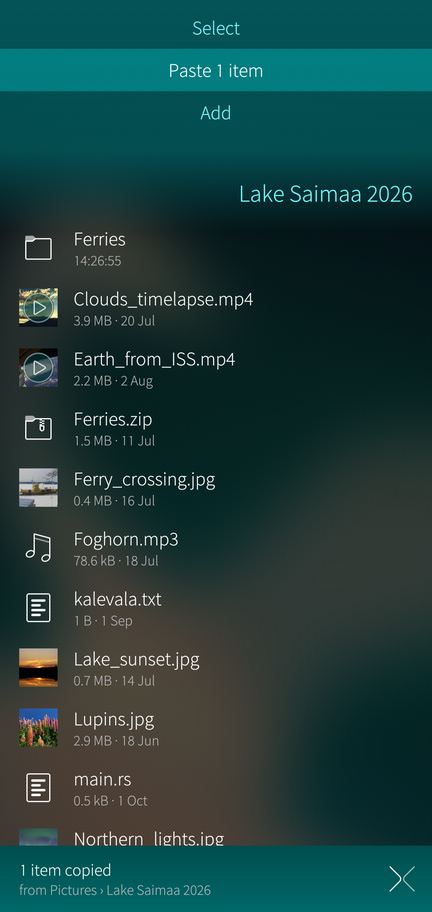 Select
Paste 1 item
Add
Lake Saimaa 2026
Ferries
14:26:55
Clouds_timelapse.mp4
3.9 MB · 20 Jul
Earth_from_ISS.mp4
2.2 MB · 2 Aug
Ferries.zip
1.5 MB · 11 Jul
Ferry_crossing.jpg
0.4 MB · 16 Jul
Foghorn.mp3
78.6 kB · 18 Jul
kalevala.txt
1 B · 1 Sep
Lake_sunset.jpg
0.7 MB · 14 Jul
Lupins.jpg
2.9 MB · 18 Jun
main.rs
0.5 kB · 1 Oct
Northern_lights.jpg
1 item copied
from Pictures › Lake Saimaa 2026